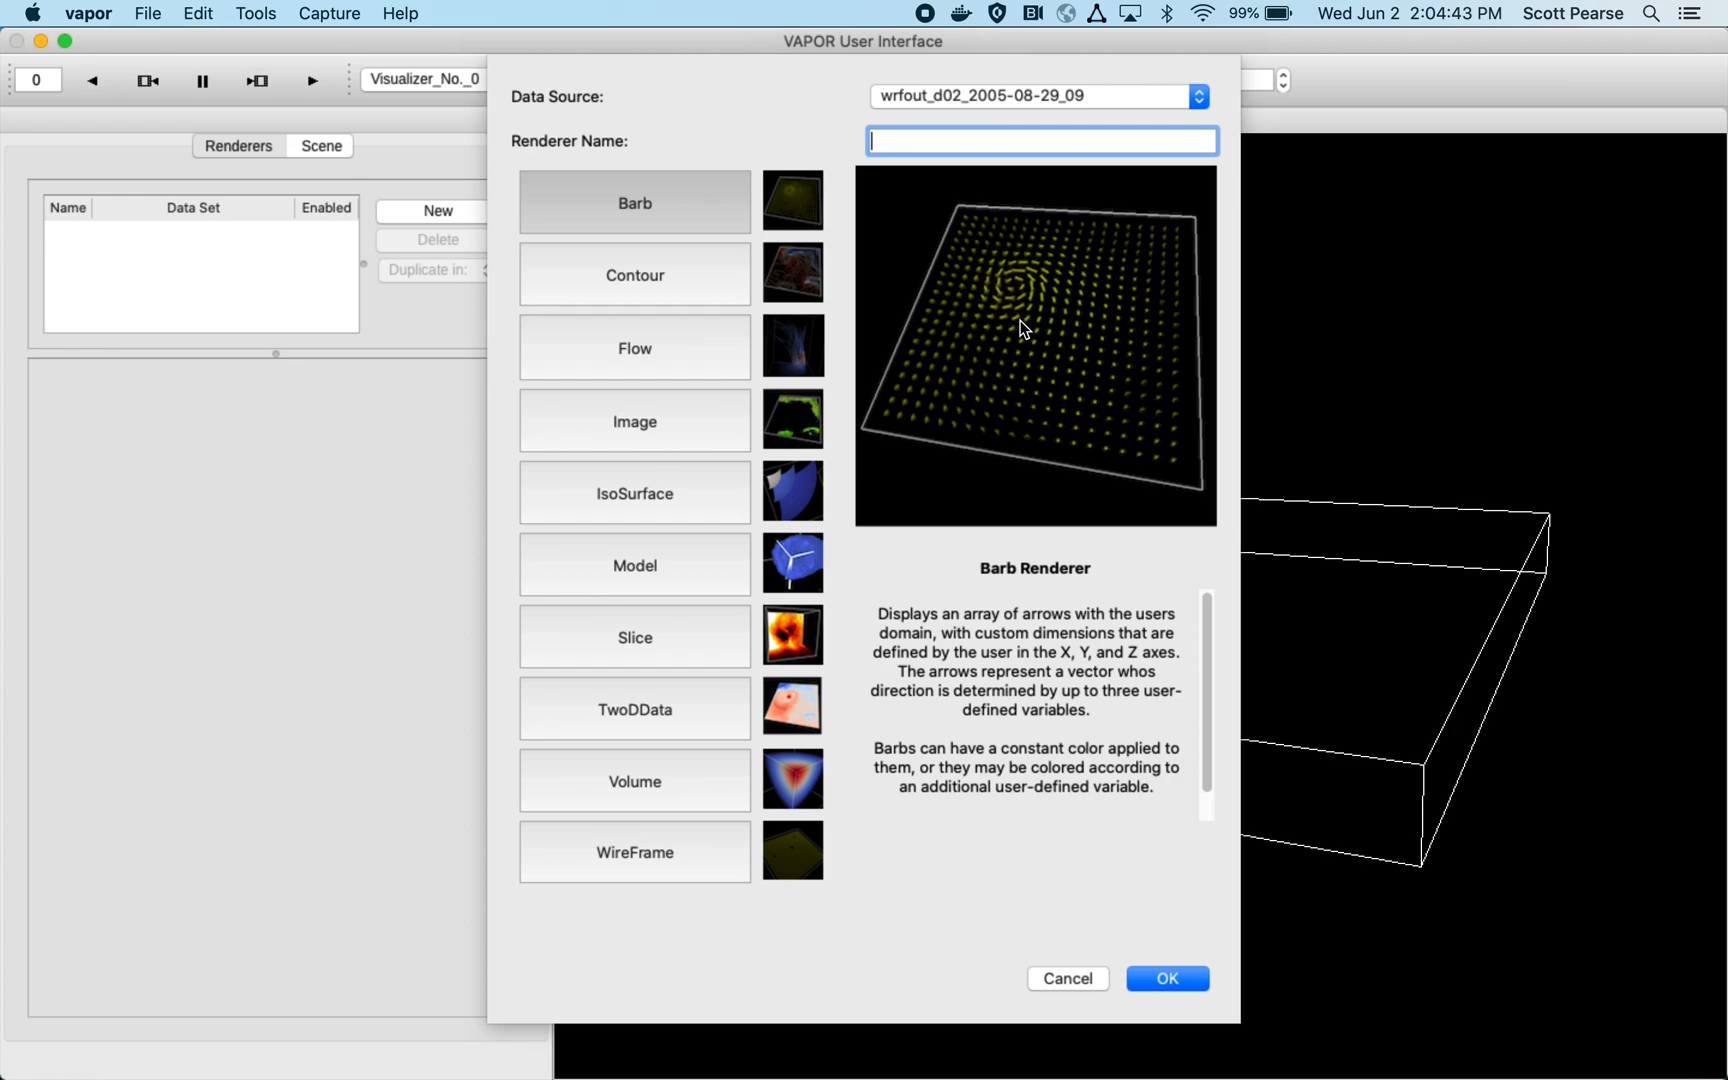 vapor File Edit Tools Capture Help 99% Wed Jun 2 2:04:43 PM Scott Pearse
VAPOR User Interface
0 Visualizer_No._0
Data Source: wrfout_d02_2005-08-29_09
Renderer Name:
Renderers Scene
Name Data Set Enabled
New
Delete
Duplicate in:
Barb
Contour
Flow
Image
IsoSurface
Model
Slice
TwoDData
Volume
WireFrame
Barb Renderer
Displays an array of arrows with the users
domain, with custom dimensions that are
defined by the user in the X, Y, and Z axes.
The arrows represent a vector whos
direction is determined by up to three user-
defined variables.
Barbs can have a constant color applied to
them, or they may be colored according to
an additional user-defined variable.
Cancel OK